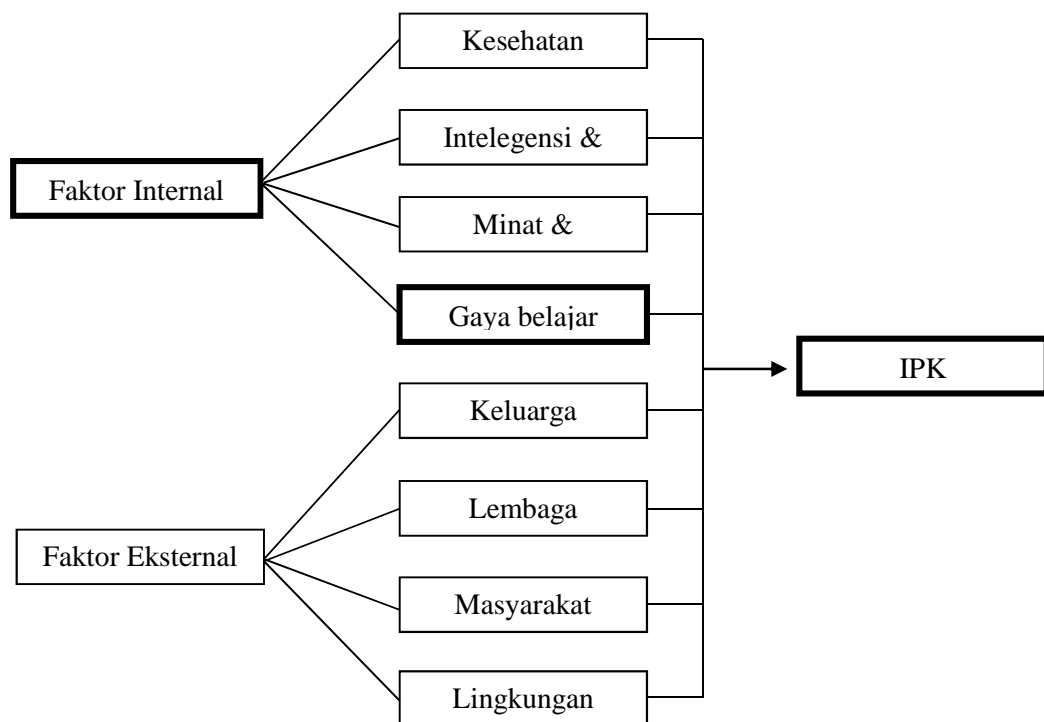 Kesehatan
Intelegensi &
Faktor Internal
Minat &
Gaya belajar
IPK
Keluarga
Lembaga
Faktor Eksternal
Masyarakat
Lingkungan